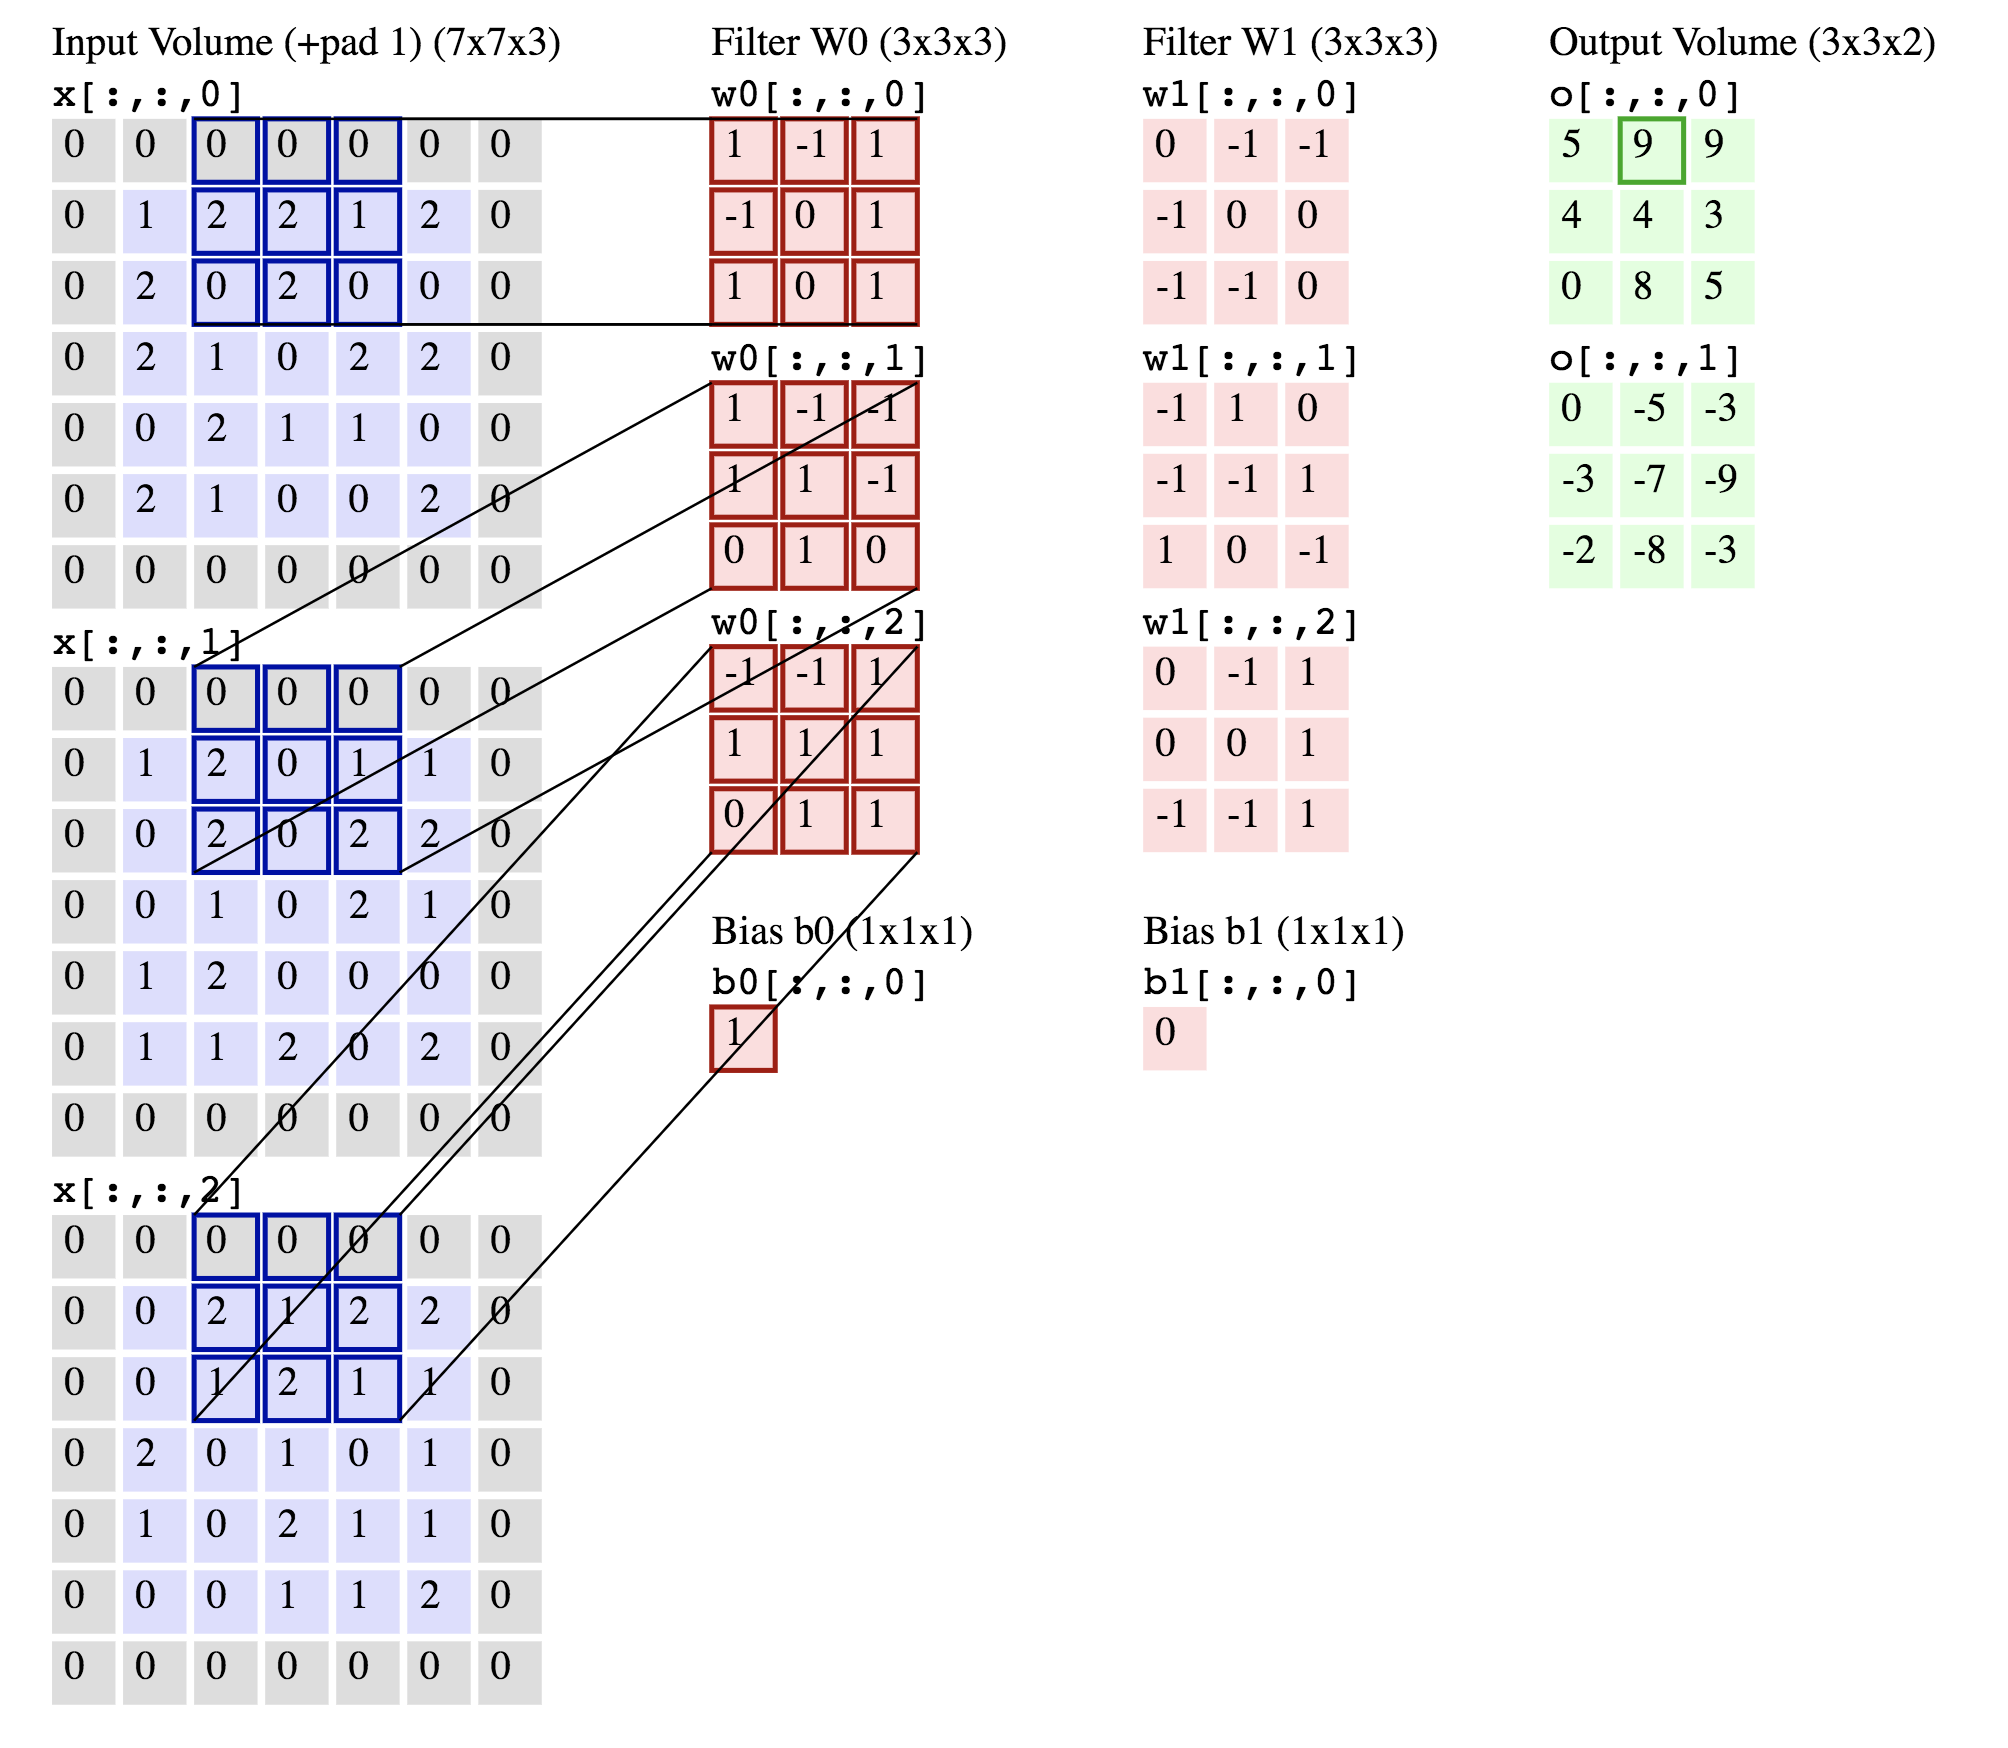 Input Volume (+pad 1) (7x7x3)
x[:,:,0]
0 0 0 0 0 0 0
0 1 2 2 1 2 0
0 2 0 2 0 0 0
0 2 1 0 2 2 0
0 0 2 1 1 0 0
0 2 1 0 0 2 0
0 0 0 0 0 0 0
x[:,:,1]
0 0 0 0 0 0 0
0 1 2 0 1 1 0
0 0 2 0 2 2 0
0 0 1 0 2 1 0
0 1 2 0 0 0 0
0 1 1 2 0 2 0
0 0 0 0 0 0 0
x[:,:,2]
0 0 0 0 0 0 0
0 0 2 1 2 2 0
0 0 1 2 1 1 0
0 2 0 1 0 1 0
0 1 0 2 1 1 0
0 0 0 1 1 2 0
0 0 0 0 0 0 0
Filter W0 (3x3x3)
w0[:,:,0]
1 -1 1
-1 0 1
1 0 1
w0[:,:,1]
1 -1 -1
1 1 -1
0 1 0
w0[:,:,2]
-1 -1 1
1 1 1
0 1 1
Bias b0 (1x1x1)
b0[:,:,0]
1
Filter W1 (3x3x3)
w1[:,:,0]
0 -1 -1
-1 0 0
-1 -1 0
w1[:,:,1]
-1 1 0
-1 -1 1
1 0 -1
w1[:,:,2]
0 -1 1
0 0 1
-1 -1 1
Bias b1 (1x1x1)
b1[:,:,0]
0
Output Volume (3x3x2)
o[:,:,0]
5 9 9
4 4 3
0 8 5
o[:,:,1]
0 -5 -3
-3 -7 -9
-2 -8 -3